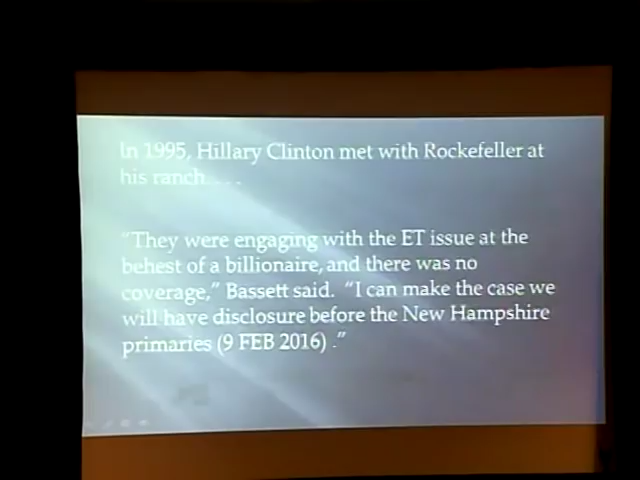 In 1995, Hillary Clinton met with Rockefeller at
his ranch. . . .
"They were engaging with the ET issue at the
behest of a billionaire, and there was no
coverage," Bassett said.  "I can make the case we
will have disclosure before the New Hampshire
primaries (9 FEB 2016) ."